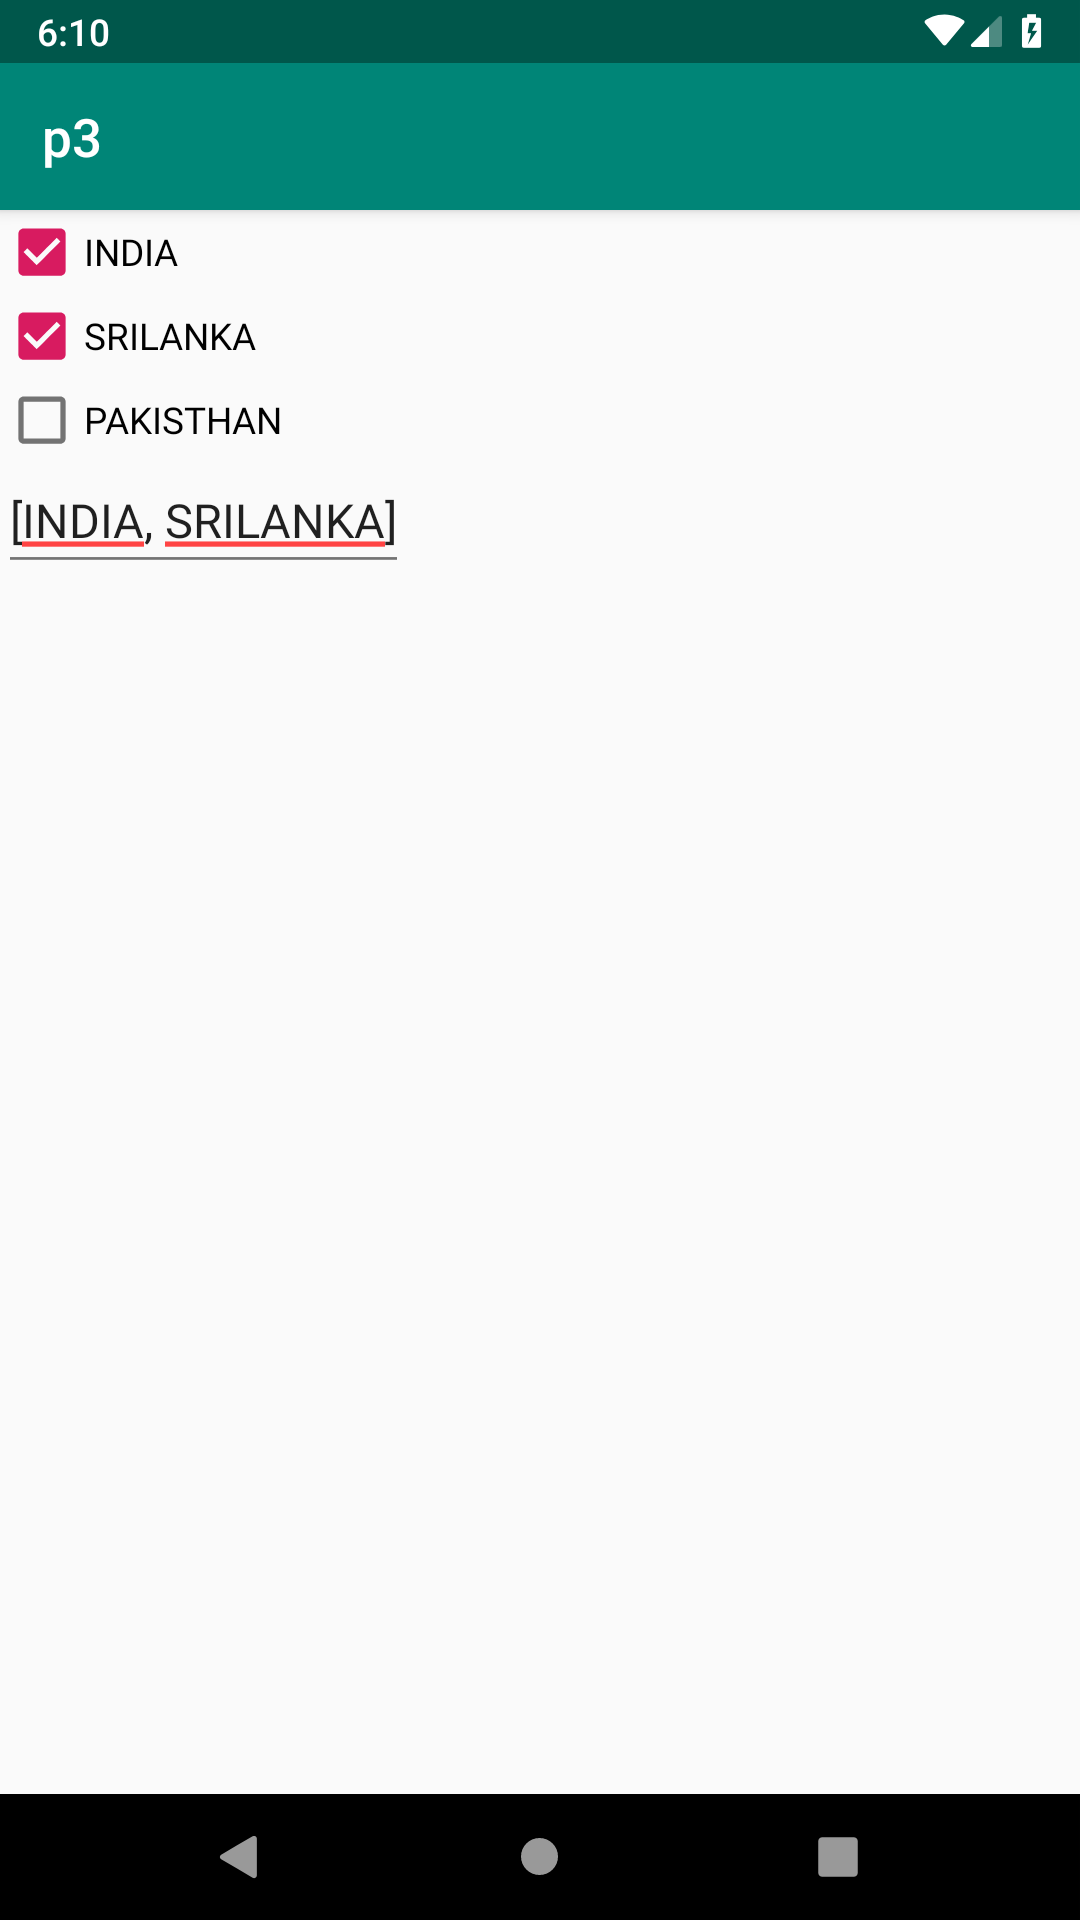 6:10
p3
INDIA
SRILANKA
PAKISTHAN
[INDIA, SRILANKA]